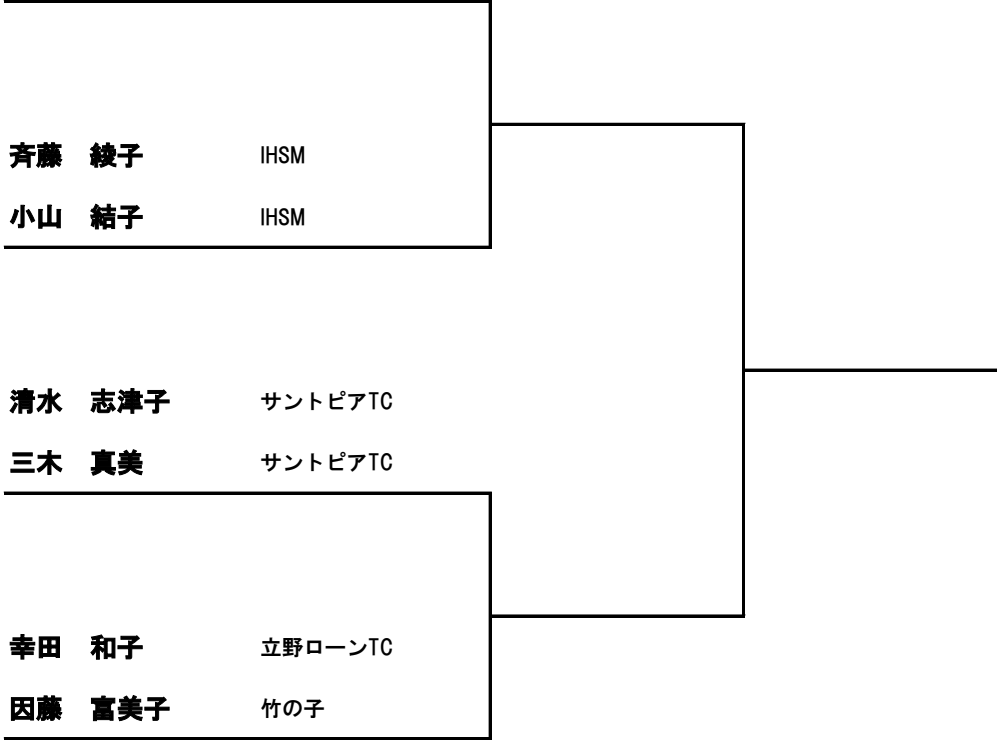 斉藤　綾子 IHSM
小山　結子 IHSM
清水　志津子 サントピアTC
三木　真美 サントピアTC
幸田　和子 立野ローンTC
因藤　富美子 竹の子